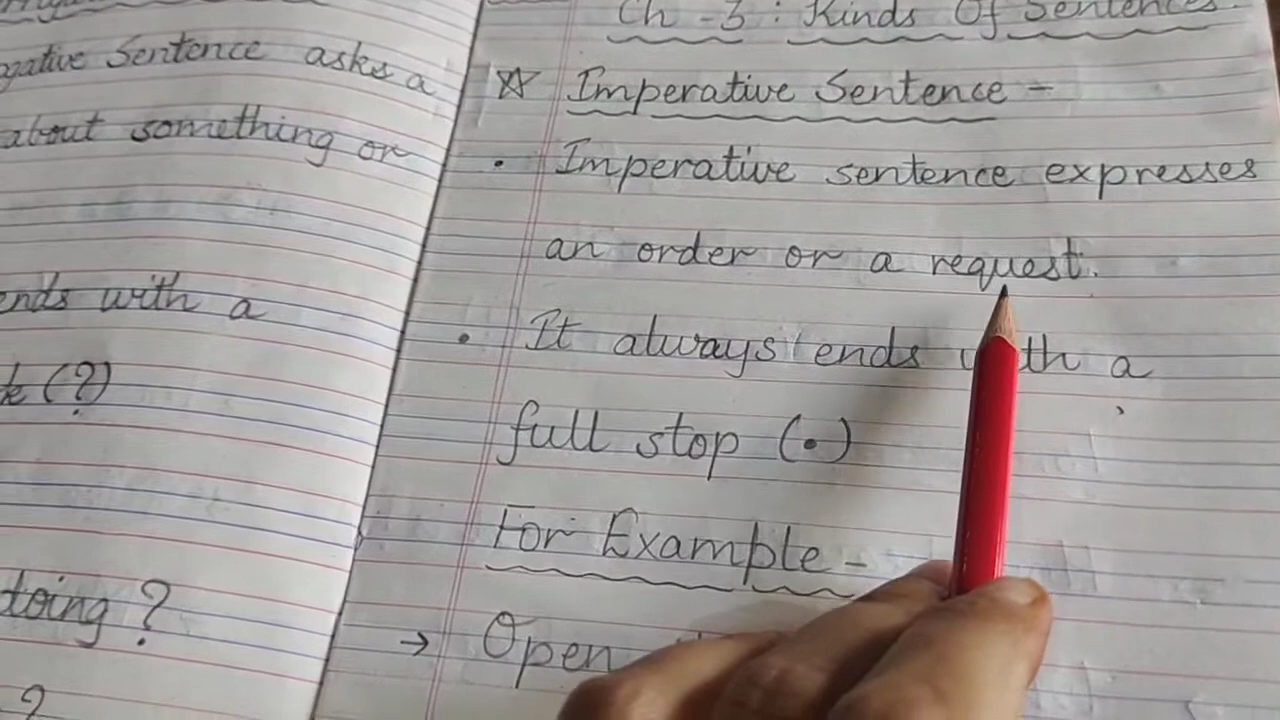 gative Sentence asks a
about something or
ends with a
(?)
doing ?
?
Ch - 3 : Kinds Of Sentences
☆ Imperative Sentence -
• Imperative sentence expresses
an order or a request.
• It always ends with a
full stop (.)
For Example -
→ Open